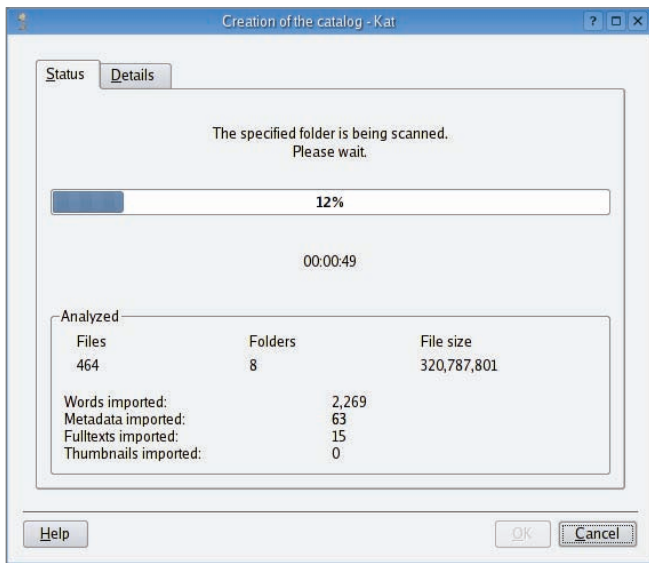 Creation of the catalog - Kat
Status Details
The specified folder is being scanned.
Please wait.
12%
00:00:49
Analyzed
Files Folders File size
464 8 320,787,801
Words imported: 2,269
Metadata imported: 63
Fulltexts imported: 15
Thumbnails imported: 0
Help OK Cancel